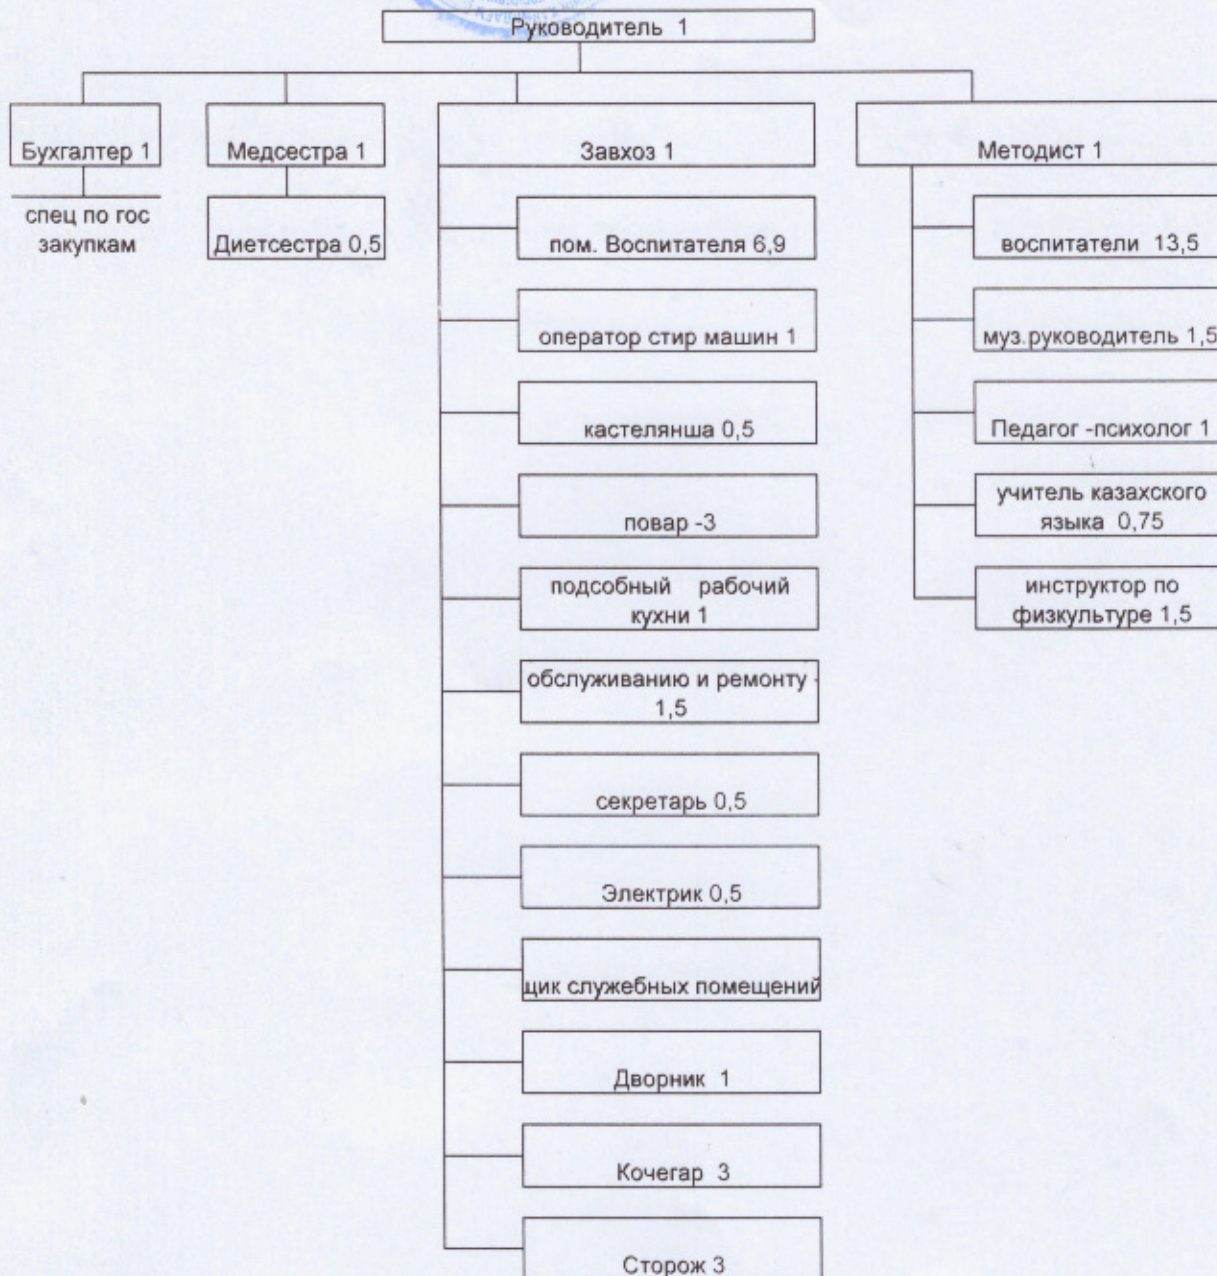 Руководитель 1
Бухгалтер 1
Медсестра 1
Завхоз 1
Методист 1
спец по гос
закупкам
Диетсестра 0,5
пом. Воспитателя 6,9
воспитатели 13,5
оператор стир машин 1
муз.руководитель 1,5
кастелянша 0,5
Педагог -психолог 1
повар -3
учитель казахского
языка 0,75
подсобный рабочий
кухни 1
инструктор по
физкультуре 1,5
обслуживанию и ремонту -
1,5
секретарь 0,5
Электрик 0,5
щик служебных помещений
Дворник 1
Кочегар 3
Сторож 3